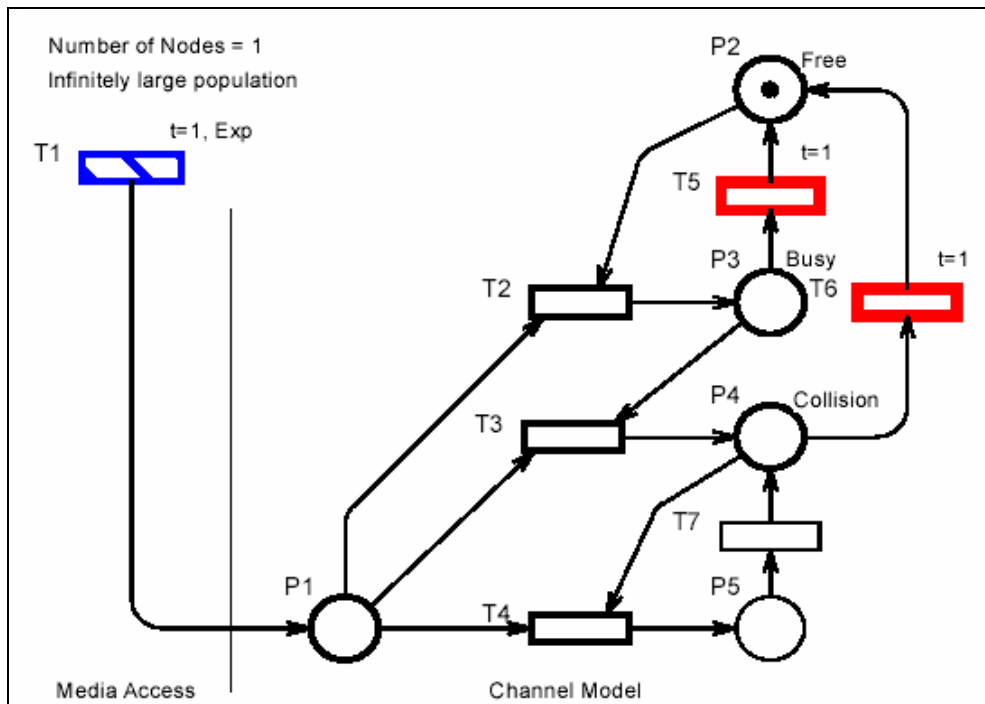 Number of Nodes = 1
Infinitely large population
t=1, Exp
T1
P2
Free
t=1
T5
P3
Busy
T6
t=1
T2
P4
Collision
T3
T7
P1
P5
T4
Media Access
Channel Model